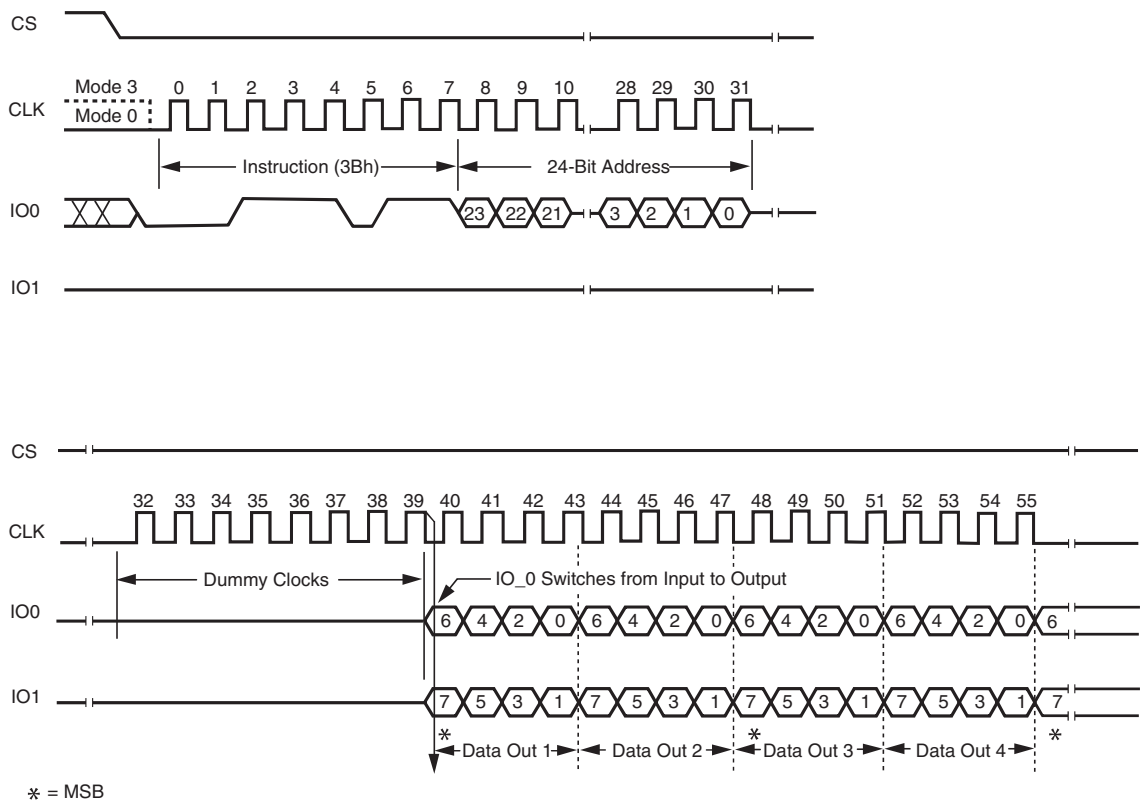 CS
Mode 3 0 1 2 3 4 5 6 7 8 9 10 28 29 30 31
CLK Mode 0
Instruction (3Bh) 24-Bit Address
IO0 23 22 21 3 2 1 0
IO1
CS
32 33 34 35 36 37 38 39 40 41 42 43 44 45 46 47 48 49 50 51 52 53 54 55
CLK
Dummy Clocks IO_0 Switches from Input to Output
IO0 6 4 2 0 6 4 2 0 6 4 2 0 6 4 2 0 6
IO1 7 5 3 1 7 5 3 1 7 5 3 1 7 5 3 1 7
* * *
Data Out 1 Data Out 2 Data Out 3 Data Out 4
* = MSB